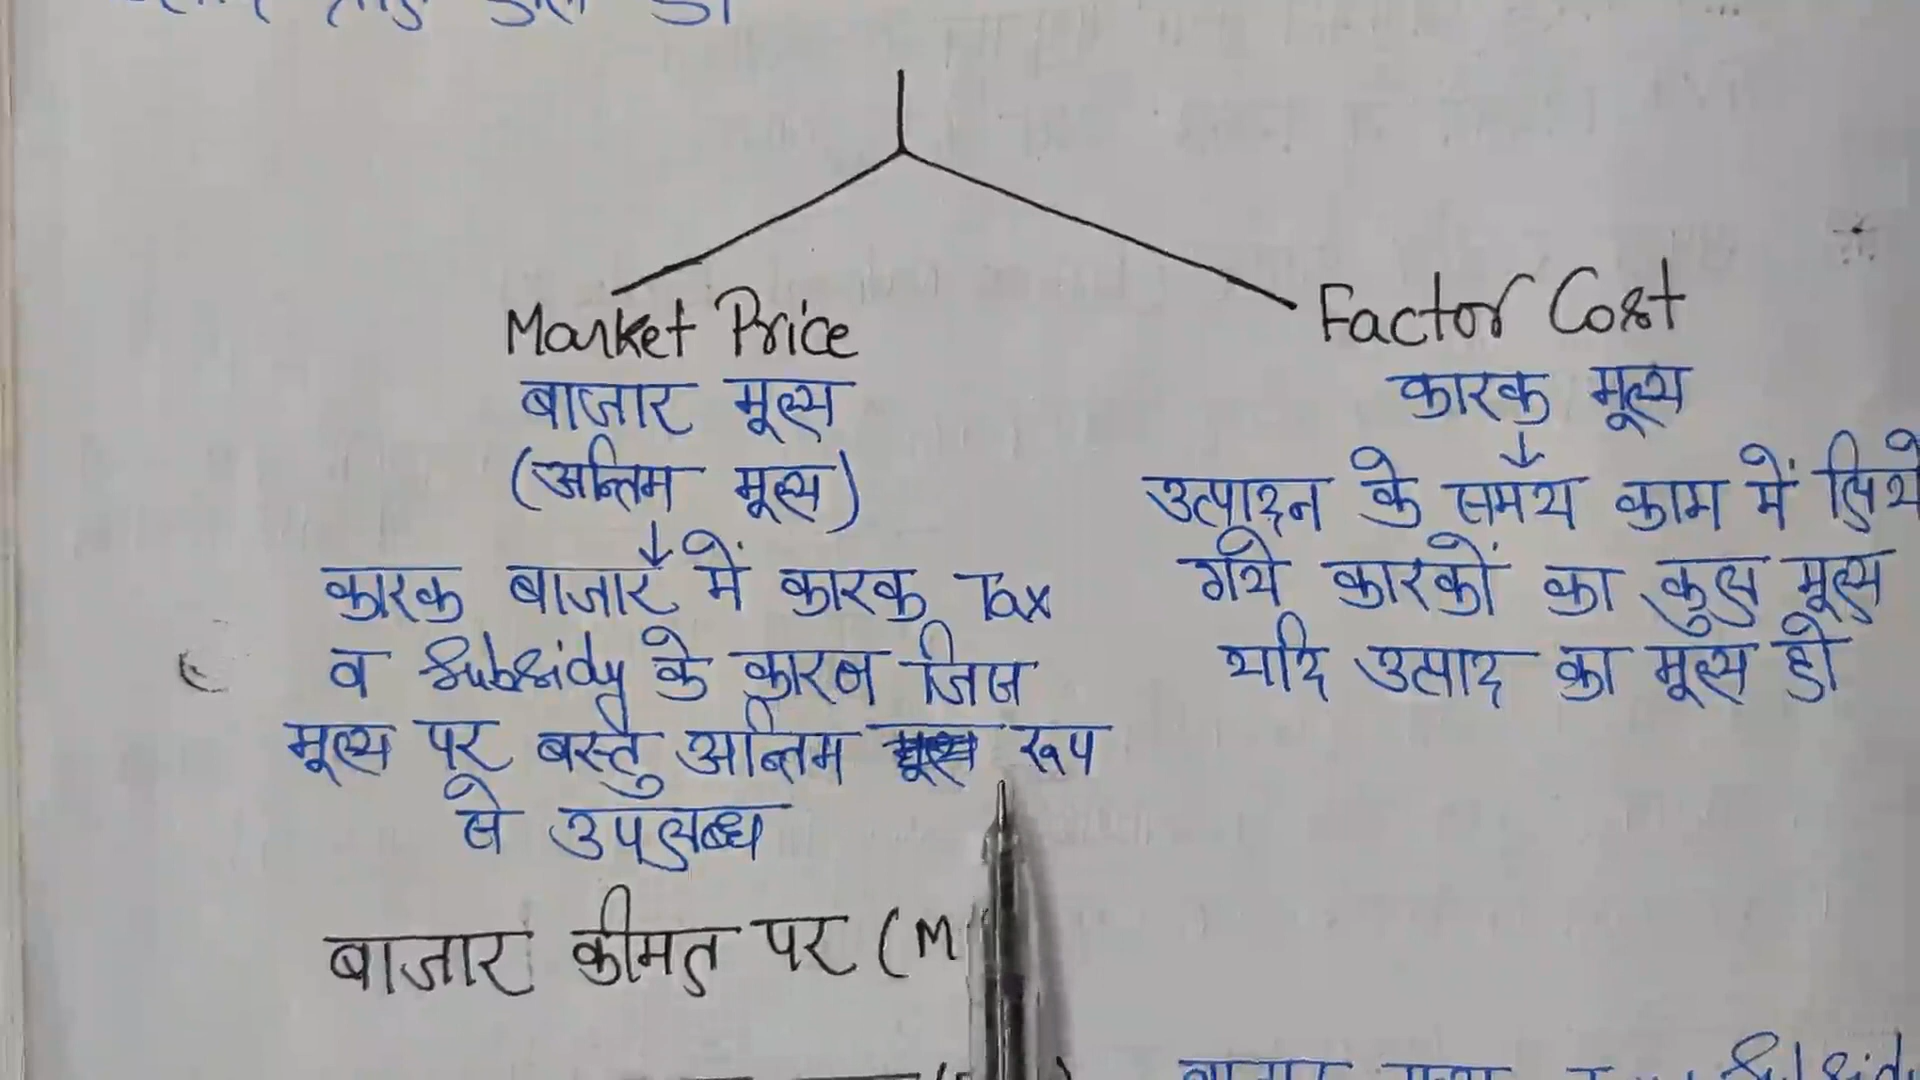 Market Price
बाजार मूल्य
(अन्तिम मूल्य)
कारक बाजार में कारक Tax
व Subsidy के कारण जिस
मूल्य पर बस्तु अन्तिम रूप
से उपलब्ध
बाजार कीमत पर (M
Factor Cost
कारक मूल्य
उत्पादन के समय काम में लिये
गये कारकों का कुल मूल्य
यदि उत्पाद का मूल्य हो